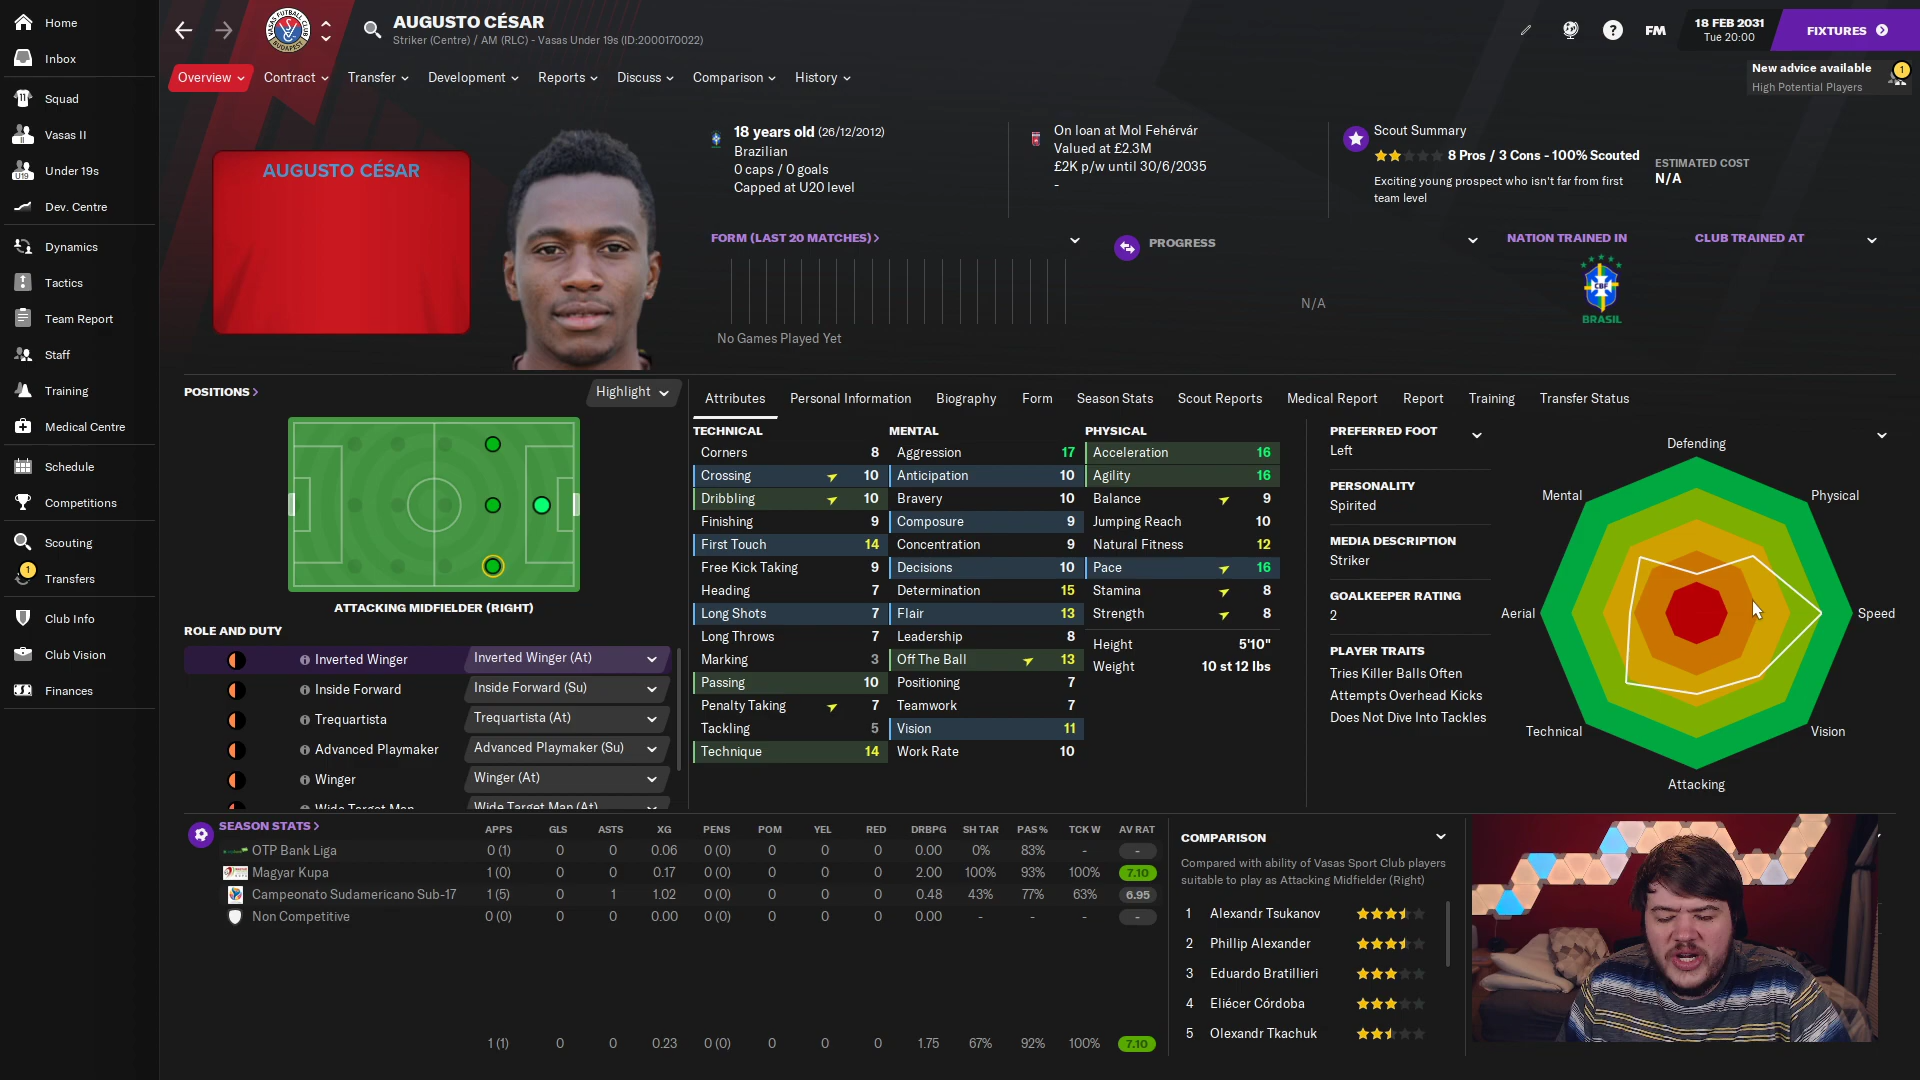 Home
Inbox
Squad
Vasas II
Under 19s
Dev. Centre
Dynamics
Tactics
Team Report
Staff
Training
Medical Centre
Schedule
Competitions
Scouting
1
Transfers
Club Info
Club Vision
Finances
AUGUSTO CÉSAR
Striker (Centre) / AM (RLC) - Vasas Under 19s (ID:2000170022)
? FM
18 FEB 2031
Tue 20:00
FIXTURES
Overview Contract Transfer Development Reports Discuss Comparison History
New advice available 1
High Potential Players
AUGUSTO CÉSAR
18 years old (26/12/2012)
Brazilian
0 caps / 0 goals
Capped at U20 level
On loan at Mol Fehérvár
Valued at £2.3M
£2K p/w until 30/6/2035
-
Scout Summary
8 Pros / 3 Cons - 100% Scouted
Exciting young prospect who isn't far from first
team level
ESTIMATED COST
N/A
FORM (LAST 20 MATCHES) >
No Games Played Yet
PROGRESS
N/A
NATION TRAINED IN
CBF
BRASIL
CLUB TRAINED AT
POSITIONS >
Highlight
ATTACKING MIDFIELDER (RIGHT)
ROLE AND DUTY
Inverted Winger Inverted Winger (At)
Inside Forward Inside Forward (Su)
Trequartista Trequartista (At)
Advanced Playmaker Advanced Playmaker (Su)
Winger Winger (At)
Wide Target Man Wide Target Man (At)
Attributes Personal Information Biography Form Season Stats Scout Reports Medical Report Report Training Transfer Status
TECHNICAL
Corners 8
Crossing 10
Dribbling 10
Finishing 9
First Touch 14
Free Kick Taking 9
Heading 7
Long Shots 7
Long Throws 7
Marking 3
Passing 10
Penalty Taking 7
Tackling 5
Technique 14
MENTAL
Aggression 17
Anticipation 10
Bravery 10
Composure 9
Concentration 9
Decisions 10
Determination 15
Flair 13
Leadership 8
Off The Ball 13
Positioning 7
Teamwork 7
Vision 11
Work Rate 10
PHYSICAL
Acceleration 16
Agility 16
Balance 9
Jumping Reach 10
Natural Fitness 12
Pace 16
Stamina 8
Strength 8
Height 5'10"
Weight 10 st 12 lbs
PREFERRED FOOT
Left
PERSONALITY
Spirited
MEDIA DESCRIPTION
Striker
GOALKEEPER RATING
2
PLAYER TRAITS
Tries Killer Balls Often
Attempts Overhead Kicks
Does Not Dive Into Tackles
Defending
Mental Physical
Aerial Speed
Technical Vision
Attacking
SEASON STATS > APPS GLS ASTS XG PENS POM YEL RED DRBPG SH TAR PAS % TCK W AV RAT
OTP Bank Liga 0 (1) 0 0 0.06 0 (0) 0 0 0 0.00 0% 83% - -
Magyar Kupa 1 (0) 0 0 0.17 0 (0) 0 0 0 2.00 100% 93% 100% 7.10
Campeonato Sudamericano Sub-17 1 (5) 0 1 1.02 0 (0) 0 0 0 0.48 43% 77% 63% 6.95
Non Competitive 0 (0) 0 0 0.00 0 (0) 0 0 0 0.00 - - - -
1 (1) 0 0 0.23 0 (0) 0 0 0 1.75 67% 92% 100% 7.10
COMPARISON
Compared with ability of Vasas Sport Club players
suitable to play as Attacking Midfielder (Right)
1 Alexandr Tsukanov
2 Phillip Alexander
3 Eduardo Bratillieri
4 Eliécer Córdoba
5 Olexandr Tkachuk